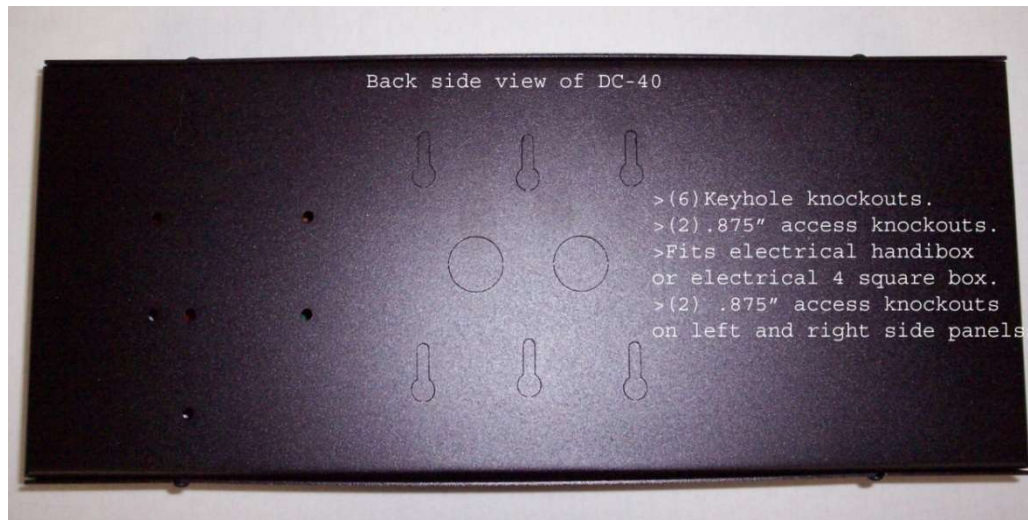 Back side view of DC-40
>(6)Keyhole knockouts.
>(2).875" access knockouts.
>Fits electrical handibox
or electrical 4 square box.
>(2) .875" access knockouts
on left and right side panels